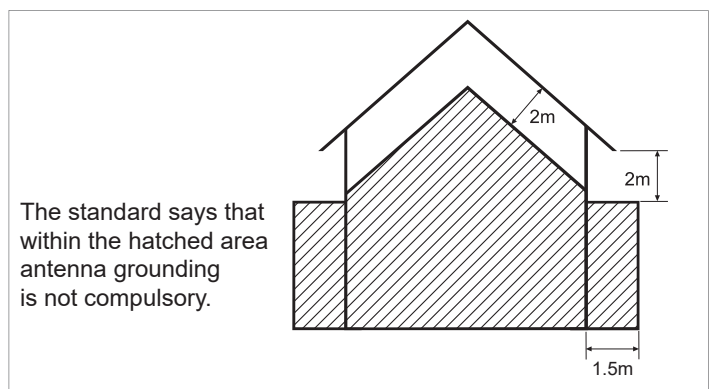 2m
2m
The standard says that
within the hatched area
antenna grounding
is not compulsory.
1.5m